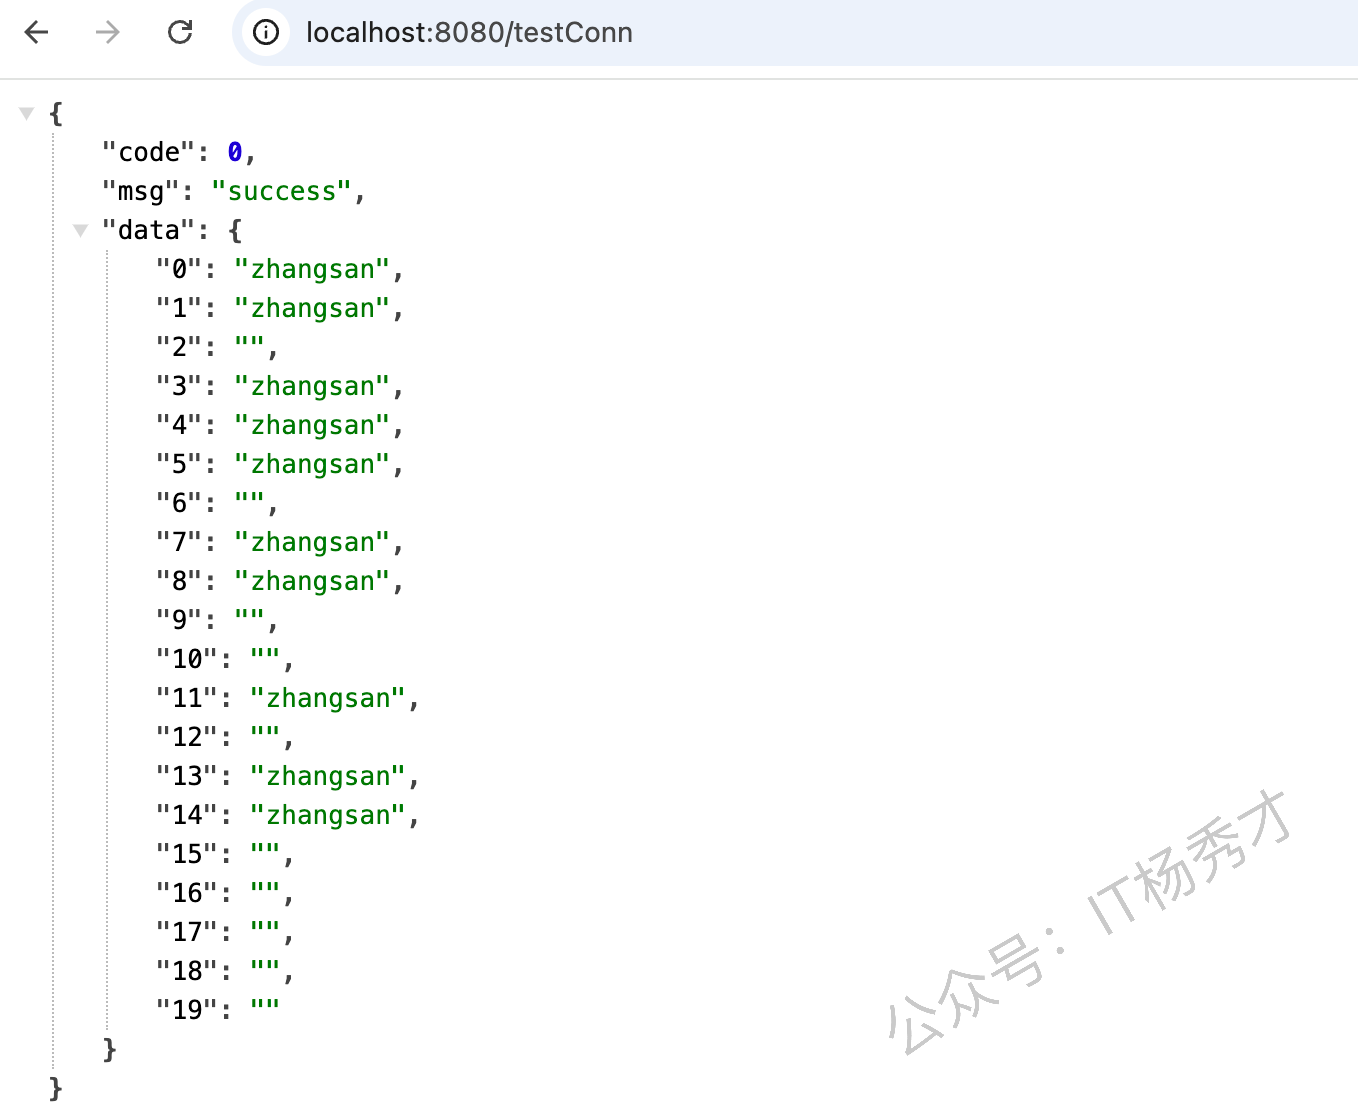 localhost:8080/testConn
{
"code": 0,
"msg": "success",
"data": {
"0": "zhangsan",
"1": "zhangsan",
"2": "",
"3": "zhangsan",
"4": "zhangsan",
"5": "zhangsan",
"6": "",
"7": "zhangsan",
"8": "zhangsan",
"9": "",
"10": "",
"11": "zhangsan",
"12": "",
"13": "zhangsan",
"14": "zhangsan",
"15": "",
"16": "",
"17": "",
"18": "",
"19": ""
}
}
公众号：IT杨秀才